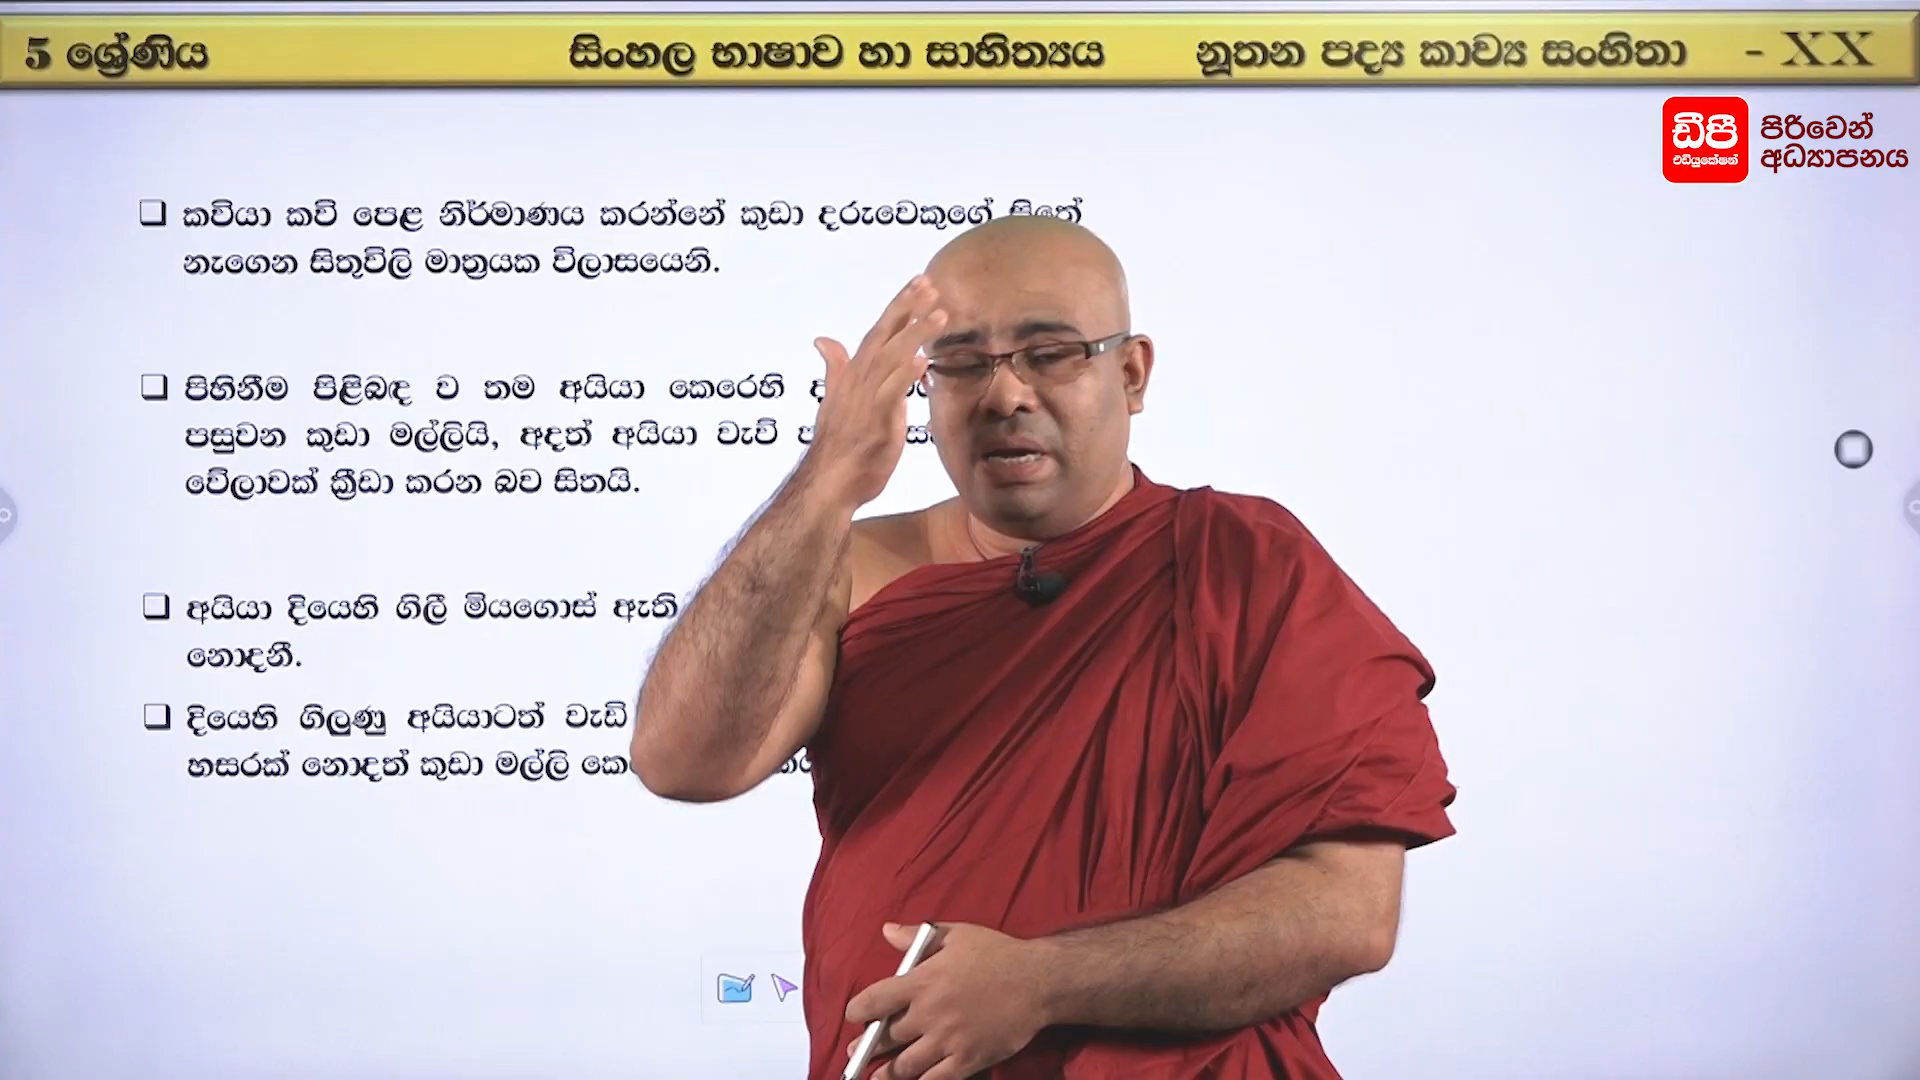 5 ශ්‍රේණිය සිංහල භාෂාව හා සාහිත්‍යය නූතන පද්‍ය කාව්‍ය සංහිතා - XX
ඩීපී
එඩියුකේෂන්
පිරිවෙන්
අධ්‍යාපනය
කවියා කවි පෙළ නිර්මාණය කරන්නේ කුඩා දරුවෙකුගේ සිතේ
නැගෙන සිතුවිලි මාත්‍රයක විලාසයෙනි.
පිහිනීම පිළිබඳ ව තම අයියා කෙරෙහි
පසුවන කුඩා මල්ලියි, අදත් අයියා වැව්
වේලාවක් ක්‍රීඩා කරන බව සිතයි.
අයියා දියෙහි ගිලී මියගොස් ඇති
නොදනී.
දියෙහි ගිලුණු අයියාටත් වැඩි
හසරක් නොදත් කුඩා මල්ලි